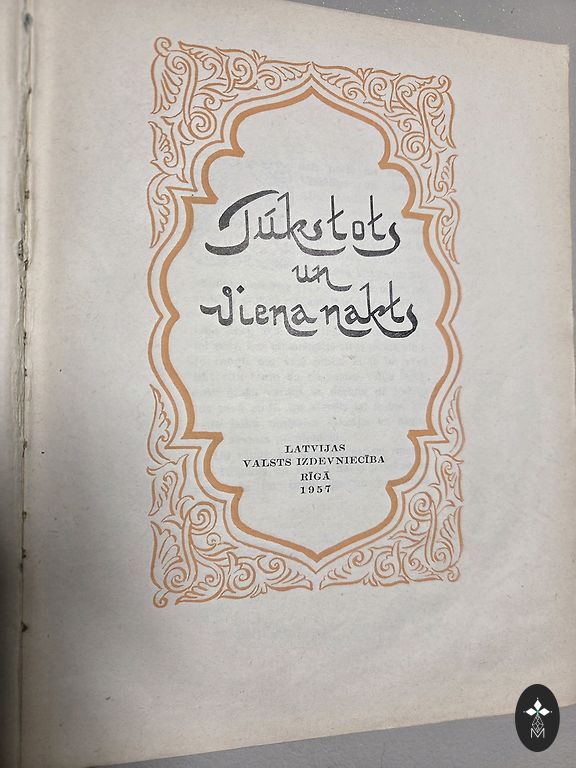 Tūkstots
un
viena nakts
LATVIJAS
VALSTS IZDEVNIECĪBA
RĪGĀ
1957
M